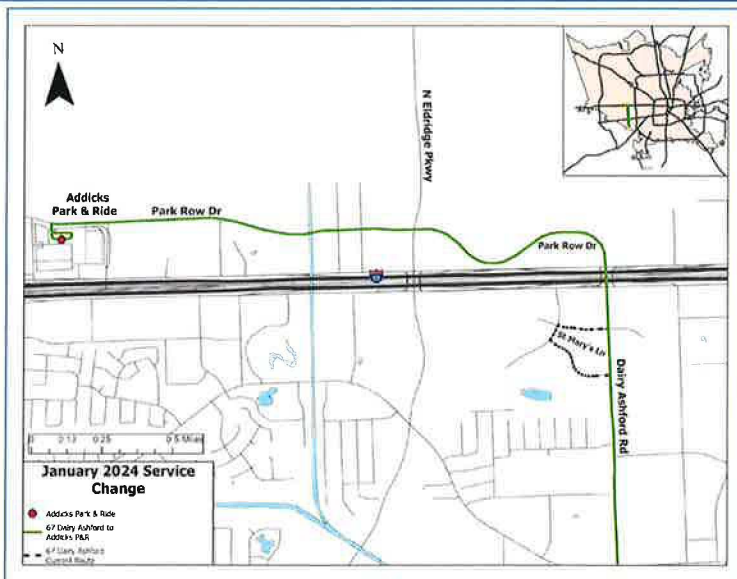 N
N Eldridge Pkwy
Addicks
Park & Ride
Park Row Dr
Park Row Dr
St Mary's Ln
Dairy Ashford Rd
0 0.13 0.25 0.5 Miles
January 2024 Service
Change
Addicks Park & Ride
67 Dairy Ashford to
Addicks P&R
67 Dairy Ashford
Current Route